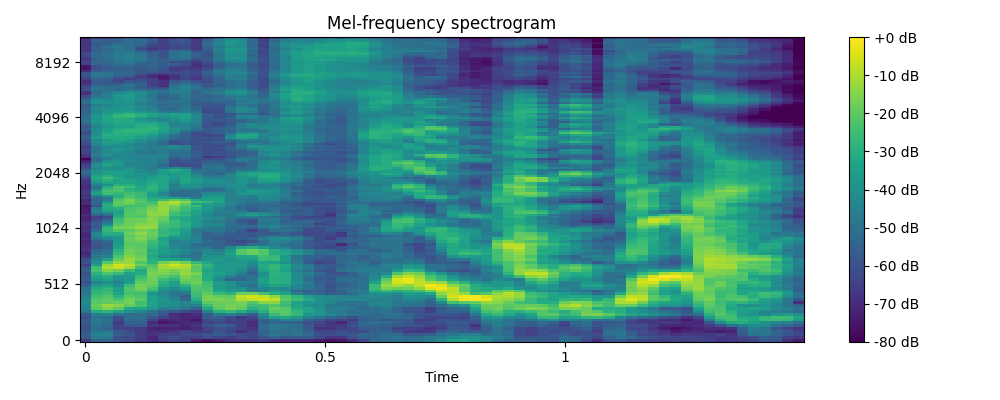 Mel-frequency spectrogram
Hz
8192
4096
2048
1024
512
0
0
0.5
1
Time
+0 dB
-10 dB
-20 dB
-30 dB
-40 dB
-50 dB
-60 dB
-70 dB
-80 dB